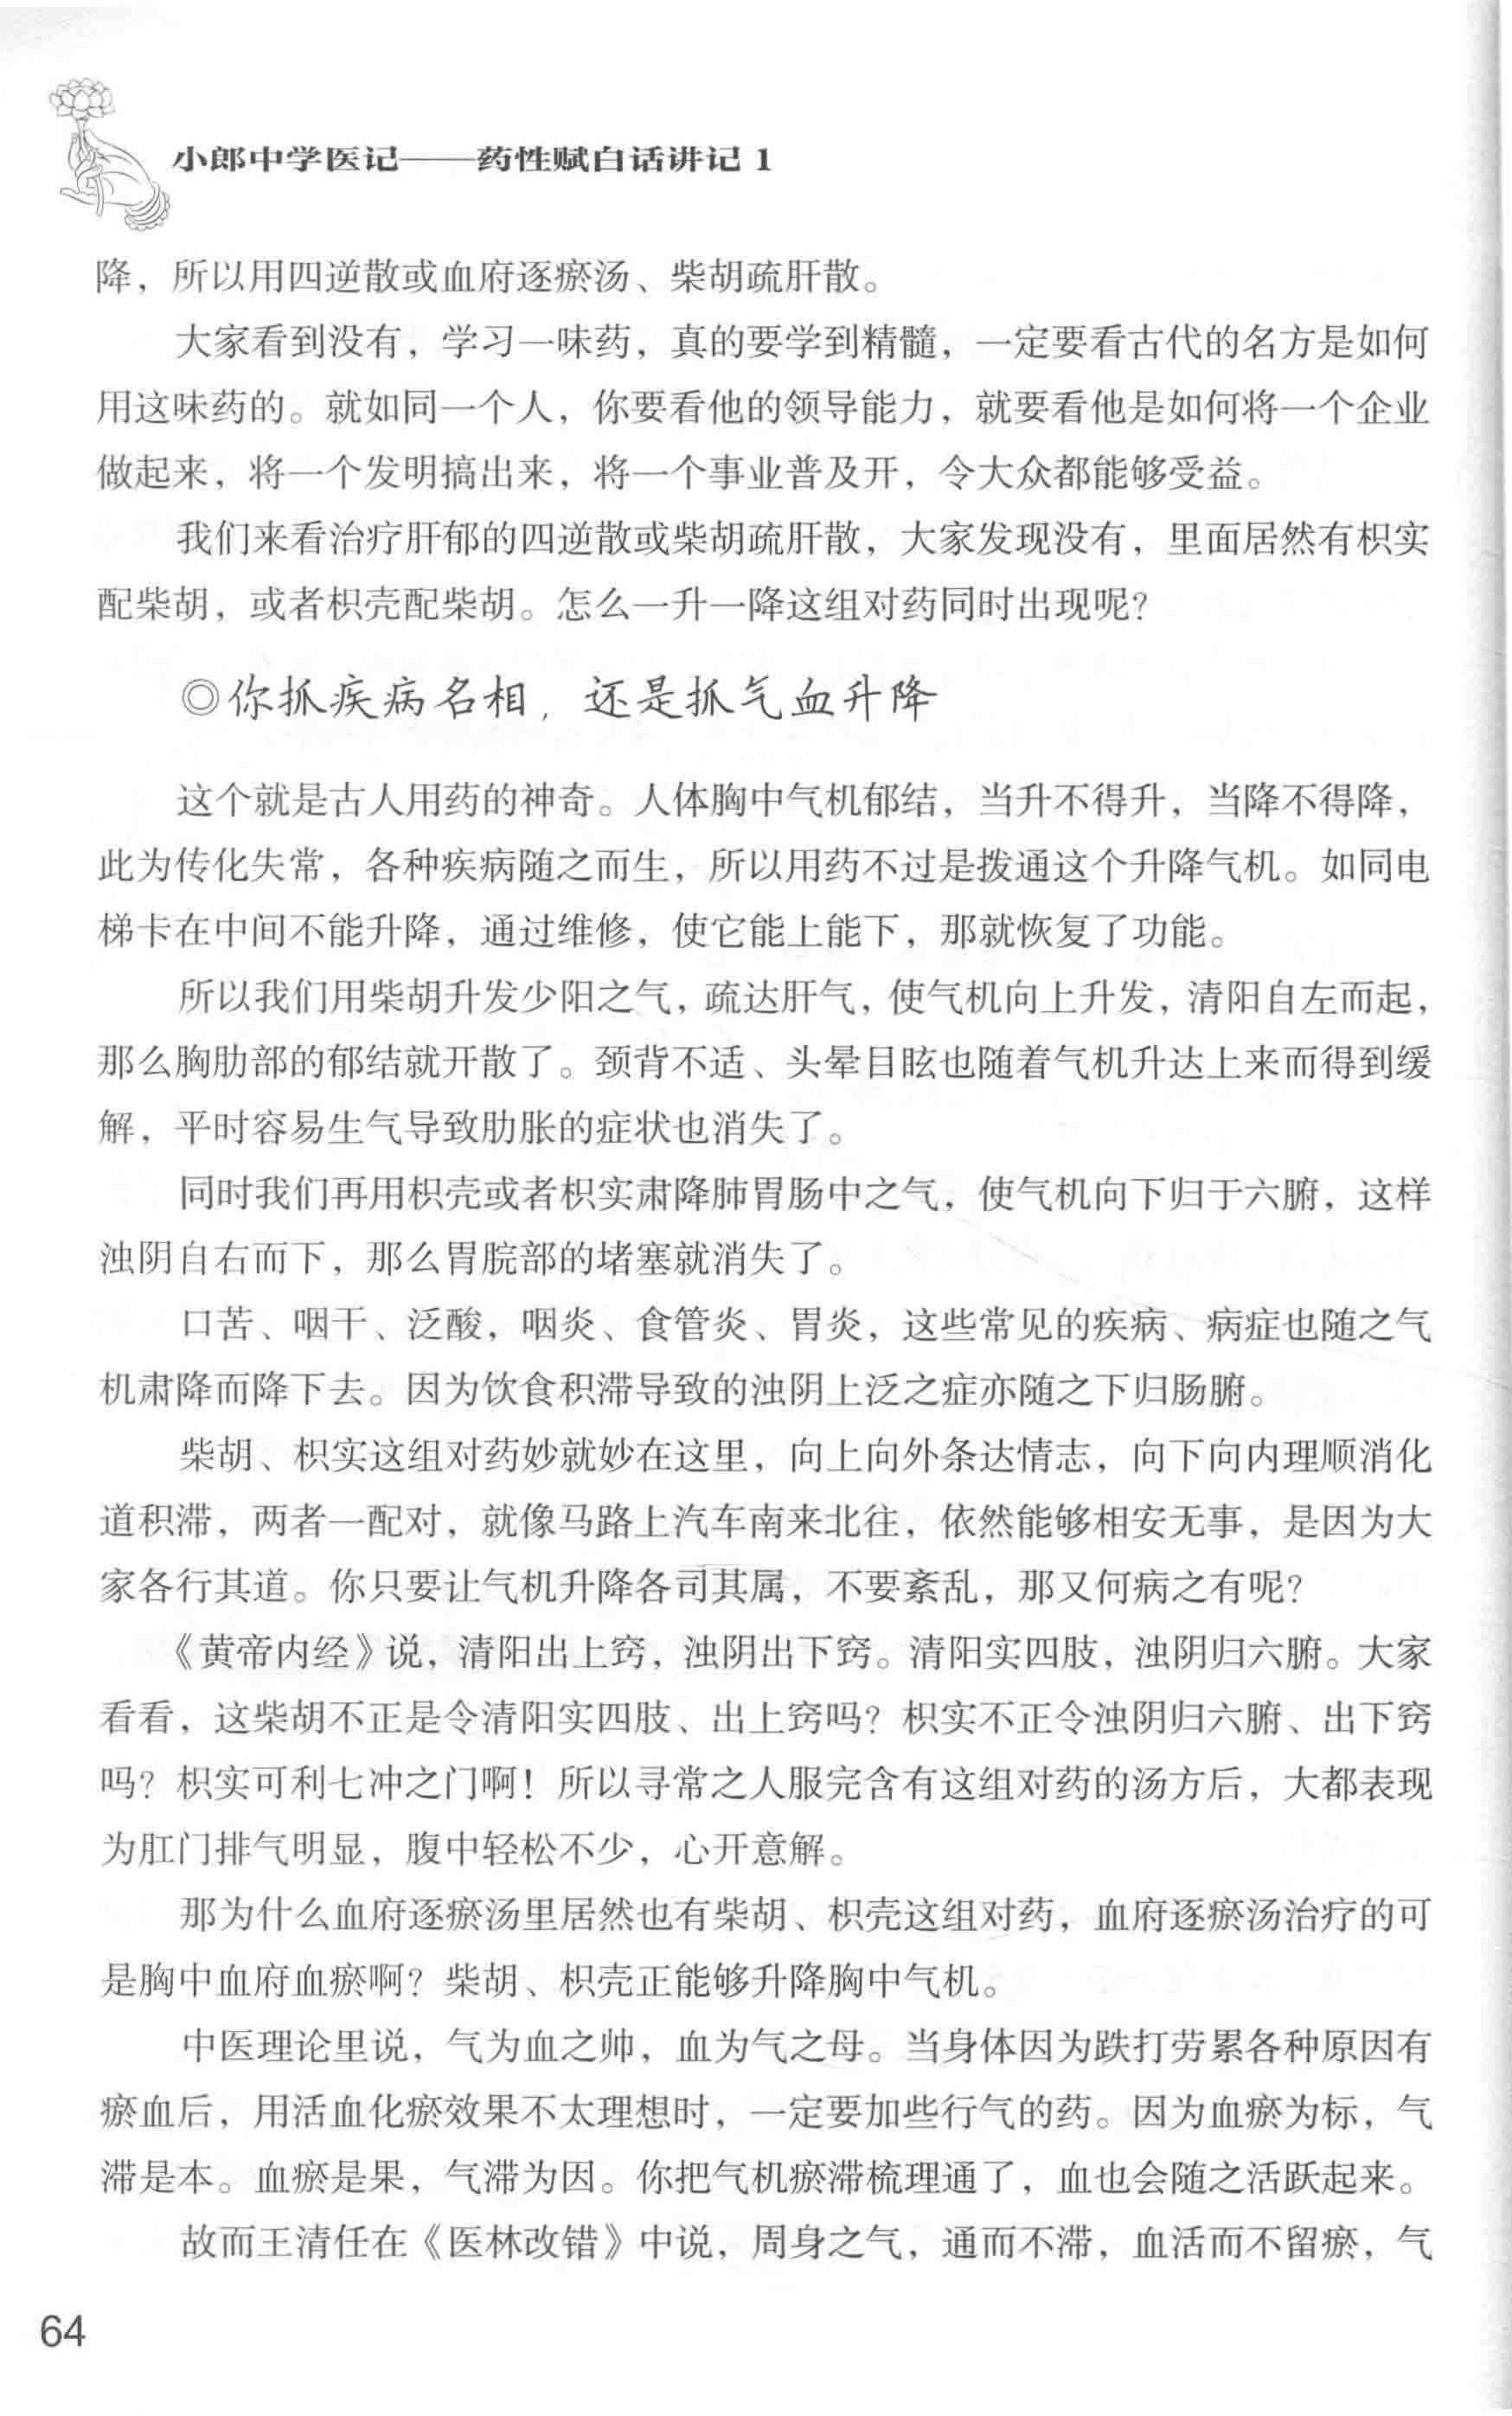 小郎中学医记——药性赋白话讲记 1
降，所以用四逆散或血府逐瘀汤、柴胡疏肝散。
大家看到没有，学习一味药，真的要学到精髓，一定要看古代的名方是如何
用这味药的。就如同一个人，你要看他的领导能力，就要看他是如何将一个企业
做起来，将一个发明搞出来，将一个事业普及开，令大众都能够受益。
我们来看治疗肝郁的四逆散或柴胡疏肝散，大家发现没有，里面居然有枳实
配柴胡，或者枳壳配柴胡。怎么一升一降这组对药同时出现呢？
◎你抓疾病名相，还是抓气血升降
这个就是古人用药的神奇。人体胸中气机郁结，当升不得升，当降不得降，
此为传化失常，各种疾病随之而生，所以用药不过是拨通这个升降气机。如同电
梯卡在中间不能升降，通过维修，使它能上能下，那就恢复了功能。
所以我们用柴胡升发少阳之气，疏达肝气，使气机向上升发，清阳自左而起，
那么胸肋部的郁结就开散了。颈背不适、头晕目眩也随着气机升达上来而得到缓
解，平时容易生气导致肋胀的症状也消失了。
同时我们再用枳壳或者枳实肃降肺胃肠中之气，使气机向下归于六腑，这样
浊阴自右而下，那么胃脘部的堵塞就消失了。
口苦、咽干、泛酸，咽炎、食管炎、胃炎，这些常见的疾病、病症也随之气
机肃降而降下去。因为饮食积滞导致的浊阴上泛之症亦随之下归肠腑。
柴胡、枳实这组对药妙就妙在这里，向上向外条达情志，向下向内理顺消化
道积滞，两者一配对，就像马路上汽车南来北往，依然能够相安无事，是因为大
家各行其道。你只要让气机升降各司其属，不要紊乱，那又何病之有呢？
《黄帝内经》说，清阳出上窍，浊阴出下窍。清阳实四肢，浊阴归六腑。大家
看看，这柴胡不正是令清阳实四肢、出上窍吗？枳实不正令浊阴归六腑、出下窍
吗？枳实可利七冲之门啊！所以寻常之人服完含有这组对药的汤方后，大都表现
为肛门排气明显，腹中轻松不少，心开意解。
那为什么血府逐瘀汤里居然也有柴胡、枳壳这组对药，血府逐瘀汤治疗的可
是胸中血府血瘀啊？柴胡、枳壳正能够升降胸中气机。
中医理论里说，气为血之帅，血为气之母。当身体因为跌打劳累各种原因有
瘀血后，用活血化瘀效果不太理想时，一定要加些行气的药。因为血瘀为标，气
滞是本。血瘀是果，气滞为因。你把气机瘀滞梳理通了，血也会随之活跃起来。
故而王清任在《医林改错》中说，周身之气，通而不滞，血活而不留瘀，气
64